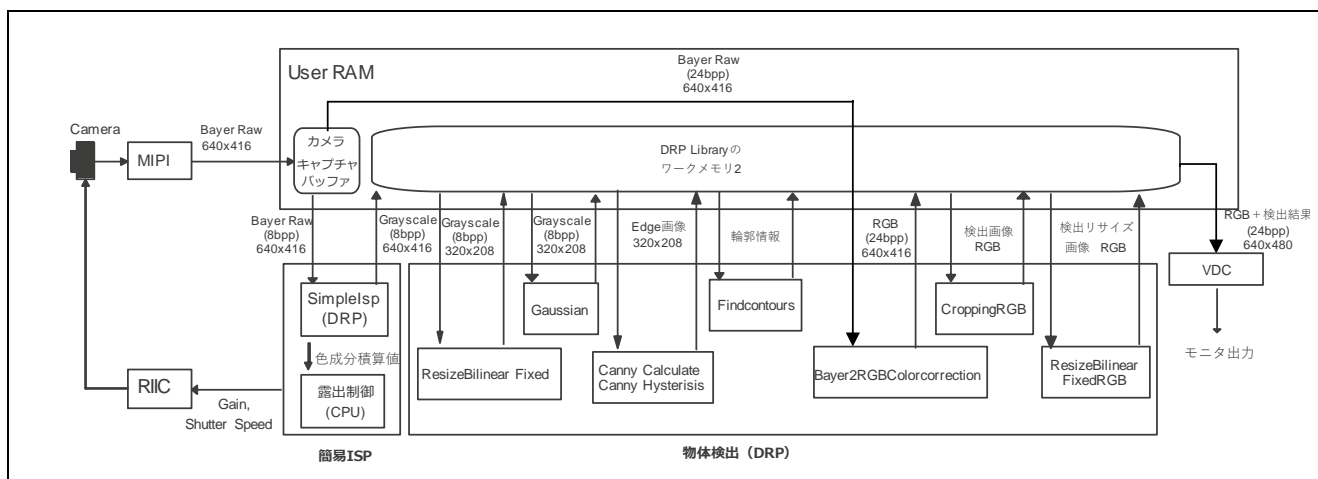 User RAM
Bayer Raw
(24bpp)
640x416
Camera
MIPI
Bayer Raw
640x416
カメラ
キャプチャ
バッファ
DRP Libraryの
ワークメモリ2
Bayer Raw
(8bpp)
640x416
Grayscale
(8bpp)
640x416
Grayscale
(8bpp)
320x208
Grayscale
(8bpp)
320x208
Edge画像
320x208
輪郭情報
RGB
(24bpp)
640x416
検出画像
RGB
検出リサイズ
画像 RGB
RGB+検出結果
(24bpp)
640x480
VDC
モニタ出力
SimpleIsp
(DRP)
色成分積算値
露出制御
(CPU)
RIIC
Gain,
Shutter Speed
簡易ISP
ResizeBilinear Fixed
Gaussian
Canny Calculate
Canny Hysterisis
Findcontours
Bayer2RGBColorcorrection
CroppingRGB
ResizeBilinear
FixedRGB
物体検出（DRP）